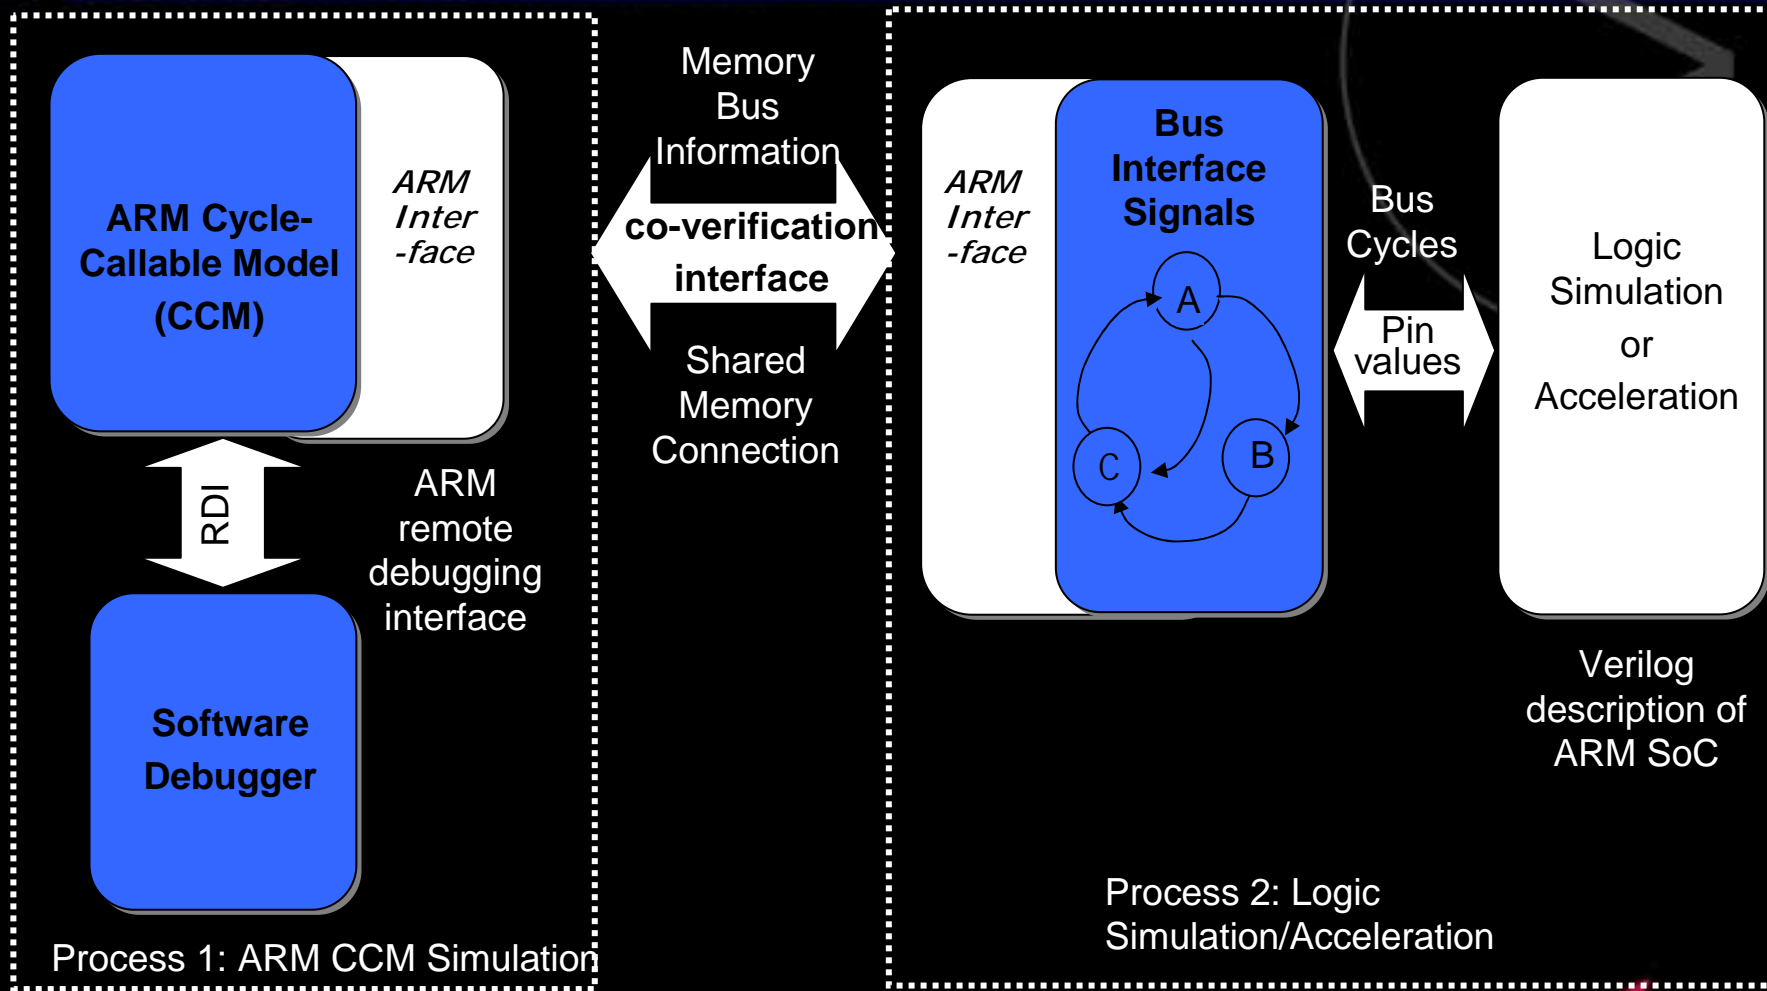 ARM Cycle-
Callable Model
(CCM)
ARM
Inter
-face
RDI
ARM
remote
debugging
interface
Software
Debugger
Process 1: ARM CCM Simulation
Memory
Bus
Information
co-verification
interface
Shared
Memory
Connection
ARM
Inter
-face
Bus
Interface
Signals
A
B
C
Bus
Cycles
Pin
values
Logic
Simulation
or
Acceleration
Verilog
description of
ARM SoC
Process 2: Logic
Simulation/Acceleration